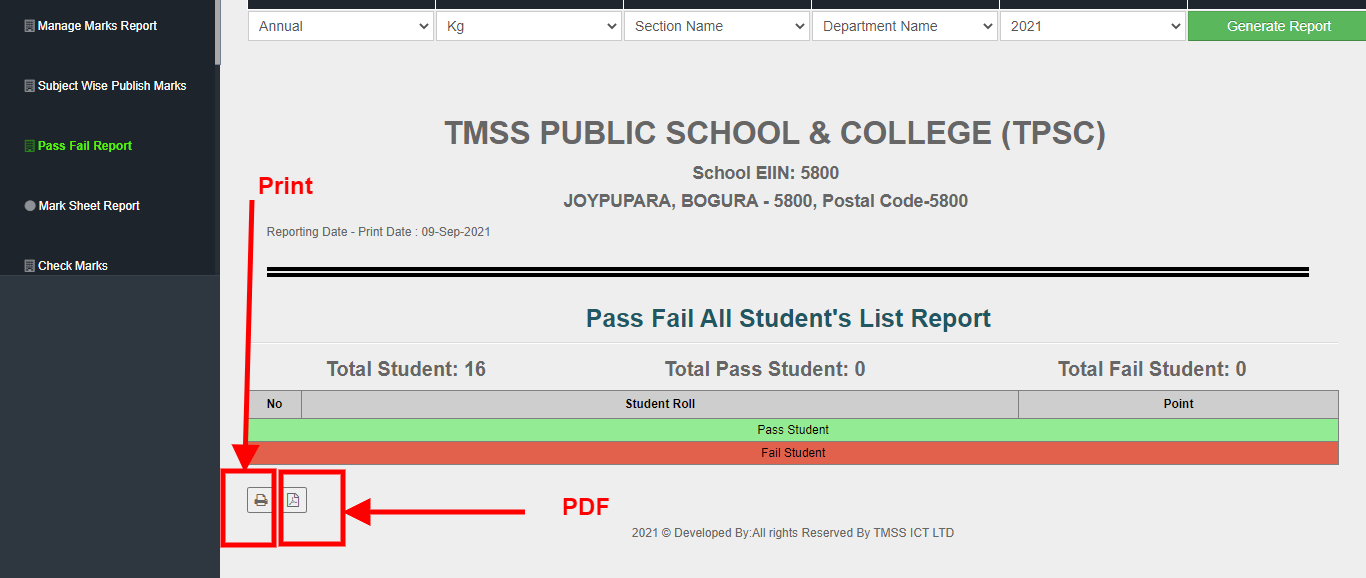 Manage Marks Report
Subject Wise Publish Marks
Pass Fail Report
Mark Sheet Report
Check Marks
Annual Kg Section Name Department Name 2021 Generate Report
TMSS PUBLIC SCHOOL & COLLEGE (TPSC)
School EIIN: 5800
JOYPUPARA, BOGURA - 5800, Postal Code-5800
Print
Reporting Date - Print Date : 09-Sep-2021
Pass Fail All Student's List Report
Total Student: 16 Total Pass Student: 0 Total Fail Student: 0
No Student Roll Point
Pass Student
Fail Student
PDF
2021 © Developed By:All rights Reserved By TMSS ICT LTD